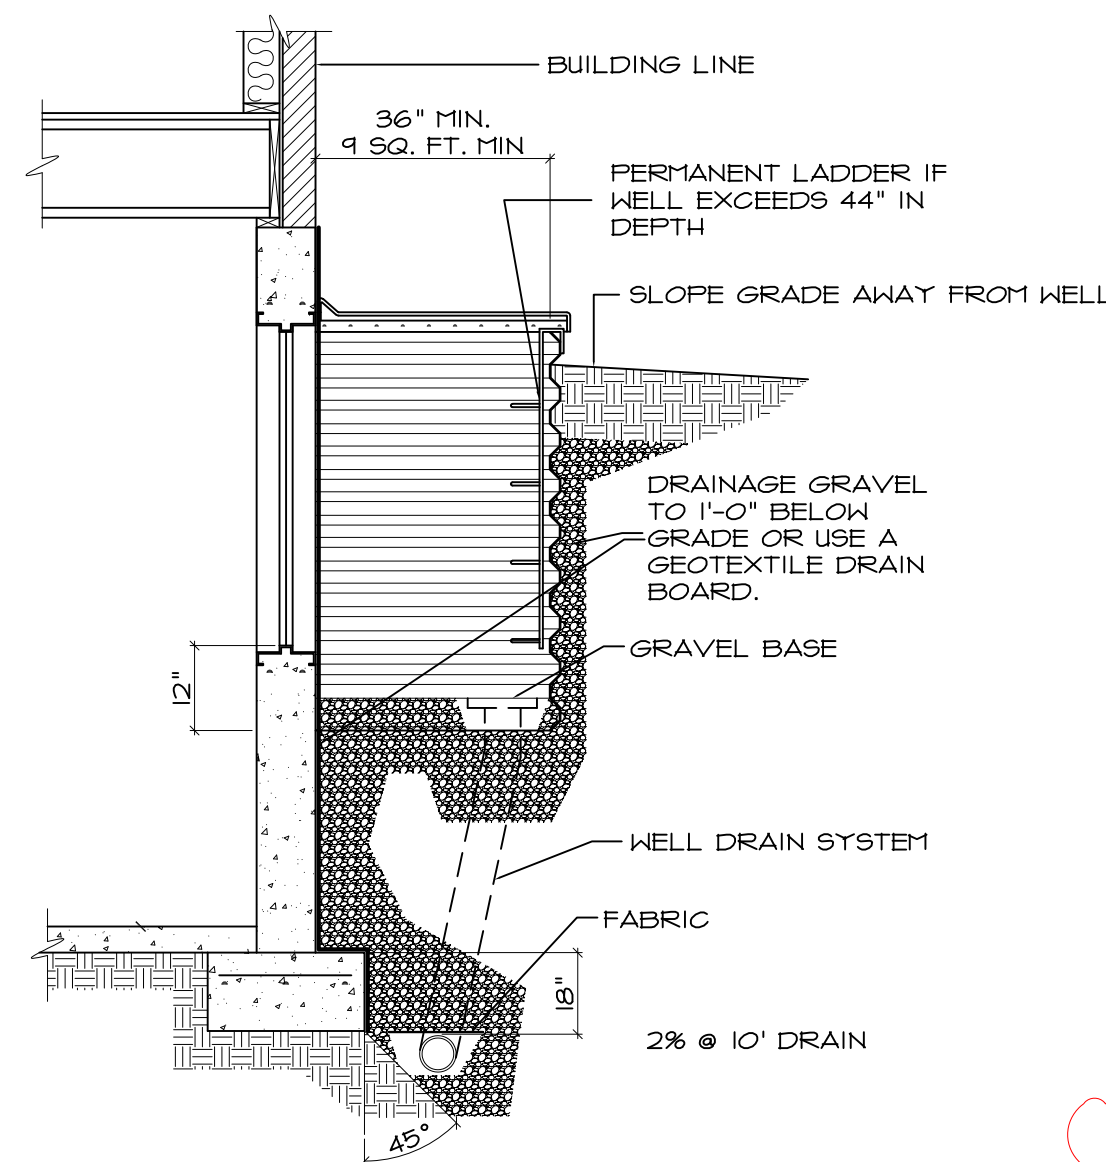 BUILDING LINE
36" MIN.
9 SQ. FT. MIN
PERMANENT LADDER IF
WELL EXCEEDS 44" IN
DEPTH
SLOPE GRADE AWAY FROM WELL
DRAINAGE GRAVEL
TO 1'-0" BELOW
GRADE OR USE A
GEOTEXTILE DRAIN
BOARD.
GRAVEL BASE
12"
WELL DRAIN SYSTEM
FABRIC
18"
2% @ 10' DRAIN
45°